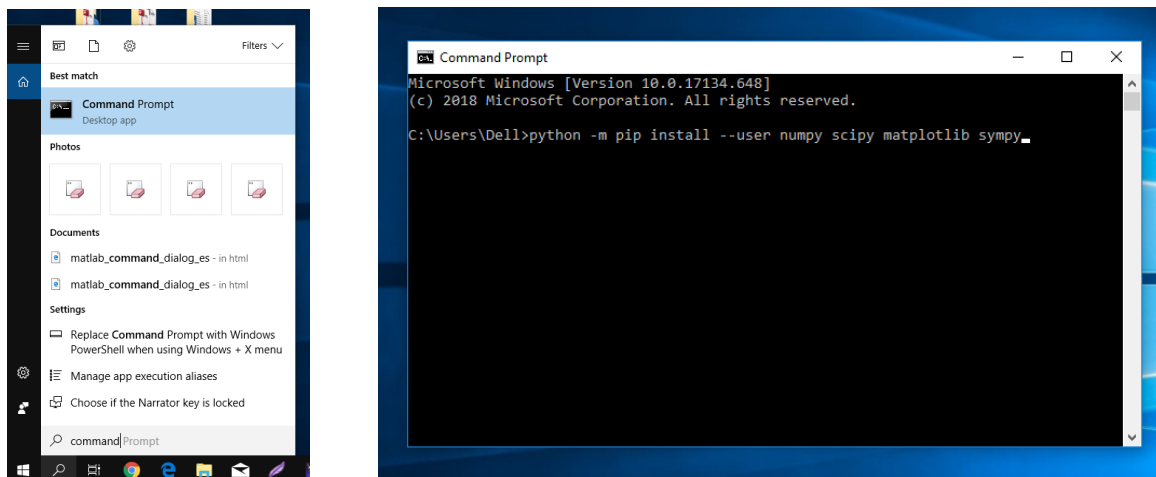 Filters
Best match
Command Prompt
Desktop app
Photos
Documents
matlab_command_dialog_es - in html
matlab_command_dialog_es - in html
Settings
Replace Command Prompt with Windows
PowerShell when using Windows + X menu
Manage app execution aliases
Choose if the Narrator key is locked
command Prompt
Command Prompt
Microsoft Windows [Version 10.0.17134.648]
(c) 2018 Microsoft Corporation. All rights reserved.
C:\Users\Dell>python -m pip install --user numpy scipy matplotlib sympy